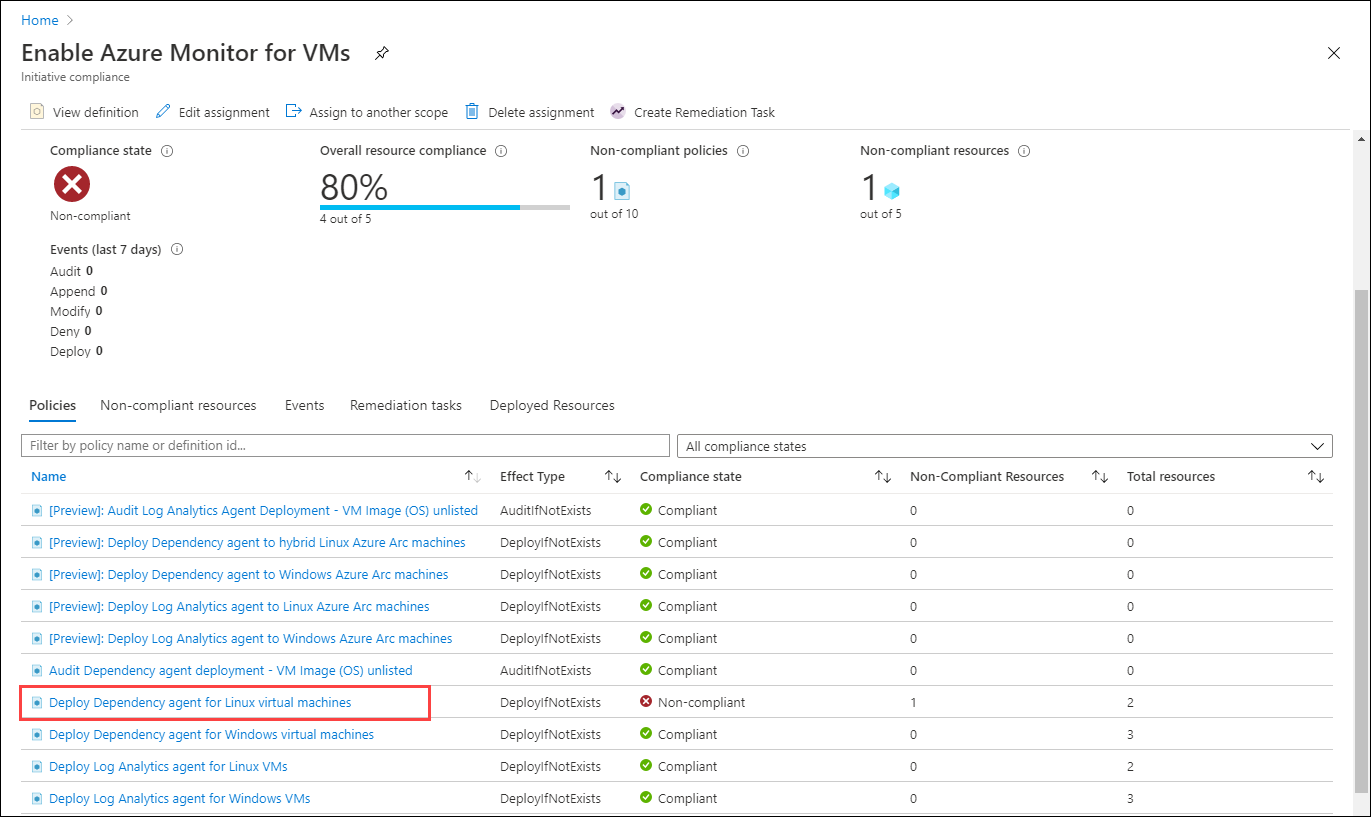 Home
Enable Azure Monitor for VMs
Initiative compliance
View definition Edit assignment Assign to another scope Delete assignment Create Remediation Task
Compliance state Overall resource compliance Non-compliant policies Non-compliant resources
80% 1 1
Non-compliant 4 out of 5 out of 10 out of 5
Events (last 7 days)
Audit 0
Append 0
Modify 0
Deny 0
Deploy 0
Policies Non-compliant resources Events Remediation tasks Deployed Resources
Filter by policy name or definition id... All compliance states
Name Effect Type Compliance state Non-Compliant Resources Total resources
[Preview]: Audit Log Analytics Agent Deployment - VM Image (OS) unlisted AuditIfNotExists Compliant 0 0
[Preview]: Deploy Dependency agent to hybrid Linux Azure Arc machines DeployIfNotExists Compliant 0 0
[Preview]: Deploy Dependency agent to Windows Azure Arc machines DeployIfNotExists Compliant 0 0
[Preview]: Deploy Log Analytics agent to Linux Azure Arc machines DeployIfNotExists Compliant 0 0
[Preview]: Deploy Log Analytics agent to Windows Azure Arc machines DeployIfNotExists Compliant 0 0
Audit Dependency agent deployment - VM Image (OS) unlisted AuditIfNotExists Compliant 0 0
Deploy Dependency agent for Linux virtual machines DeployIfNotExists Non-compliant 1 2
Deploy Dependency agent for Windows virtual machines DeployIfNotExists Compliant 0 3
Deploy Log Analytics agent for Linux VMs DeployIfNotExists Compliant 0 2
Deploy Log Analytics agent for Windows VMs DeployIfNotExists Compliant 0 3